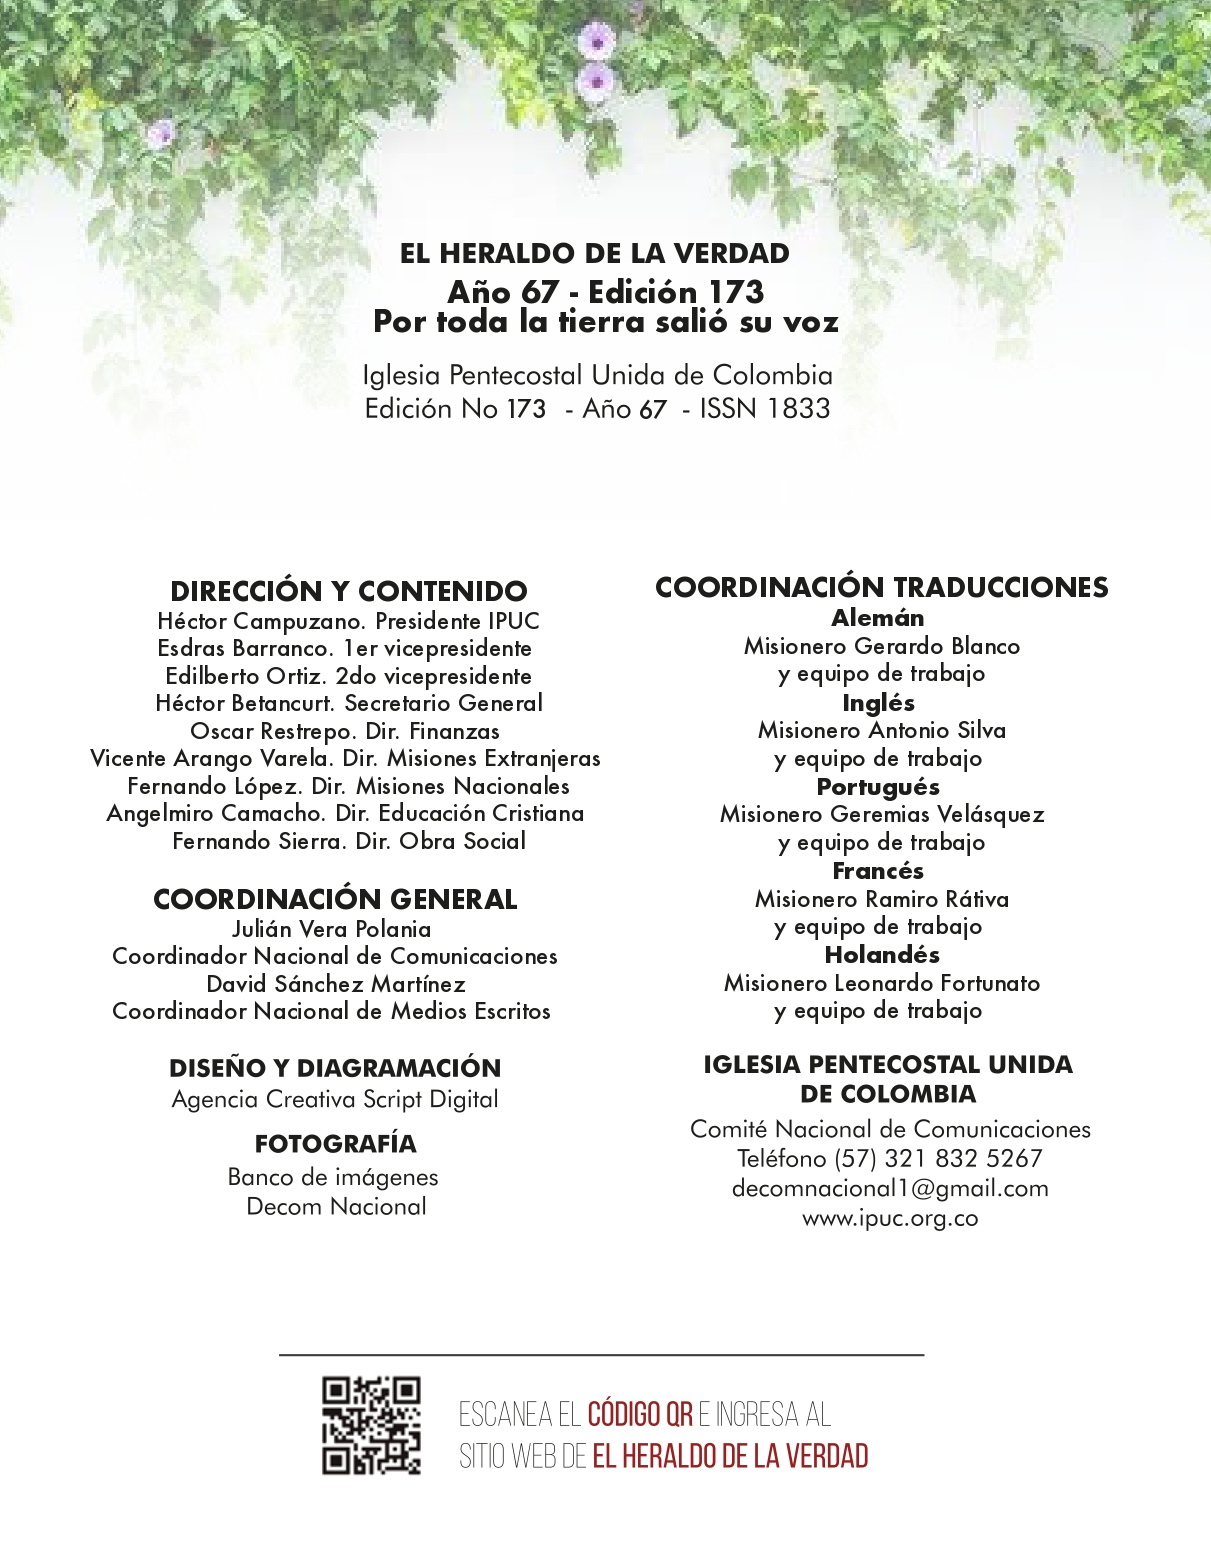 EL HERALDO DE LA VERDAD
Año 67 - Edición 173
Por toda la tierra salió su voz
Iglesia Pentecostal Unida de Colombia
Edición No 173 - Año 67 - ISSN 1833
DIRECCIÓN Y CONTENIDO
Héctor Campuzano. Presidente IPUC
Esdras Barranco. 1er vicepresidente
Edilberto Ortiz. 2do vicepresidente
Héctor Betancurt. Secretario General
Oscar Restrepo. Dir. Finanzas
Vicente Arango Varela. Dir. Misiones Extranjeras
Fernando López. Dir. Misiones Nacionales
Angelmiro Camacho. Dir. Educación Cristiana
Fernando Sierra. Dir. Obra Social
COORDINACIÓN GENERAL
Julián Vera Polania
Coordinador Nacional de Comunicaciones
David Sánchez Martínez
Coordinador Nacional de Medios Escritos
DISEÑO Y DIAGRAMACIÓN
Agencia Creativa Script Digital
FOTOGRAFÍA
Banco de imágenes
Decom Nacional
COORDINACIÓN TRADUCCIONES
Alemán
Misionero Gerardo Blanco
y equipo de trabajo
Inglés
Misionero Antonio Silva
y equipo de trabajo
Portugués
Misionero Geremias Velásquez
y equipo de trabajo
Francés
Misionero Ramiro Rátiva
y equipo de trabajo
Holandés
Misionero Leonardo Fortunato
y equipo de trabajo
IGLESIA PENTECOSTAL UNIDA
DE COLOMBIA
Comité Nacional de Comunicaciones
Teléfono (57) 321 832 5267
decomnacional1@gmail.com
www.ipuc.org.co
ESCANEA EL CÓDIGO QR E INGRESA AL
SITIO WEB DE EL HERALDO DE LA VERDAD